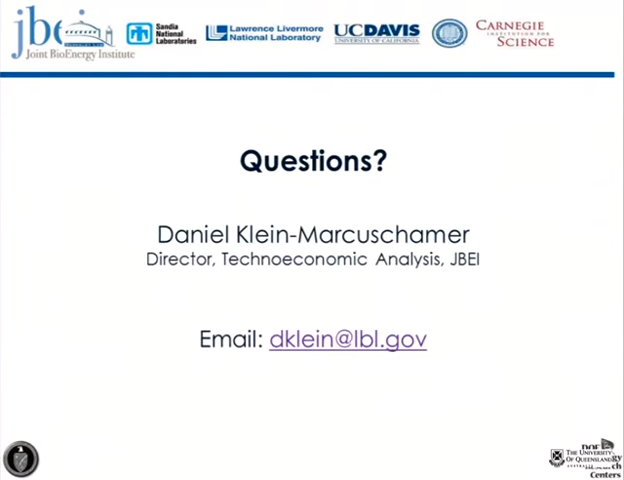 jbei
Joint BioEnergy Institute
Sandia
National
Laboratories
Lawrence Livermore
National Laboratory
UCDAVIS
UNIVERSITY OF CALIFORNIA
CARNEGIE
INSTITUTION FOR
SCIENCE
Questions?
Daniel Klein-Marcuschamer
Director, Technoeconomic Analysis, JBEI
Email: dklein@lbl.gov
THE UNIVERSITY
OF QUEENSLAND
AUSTRALIA
Centers